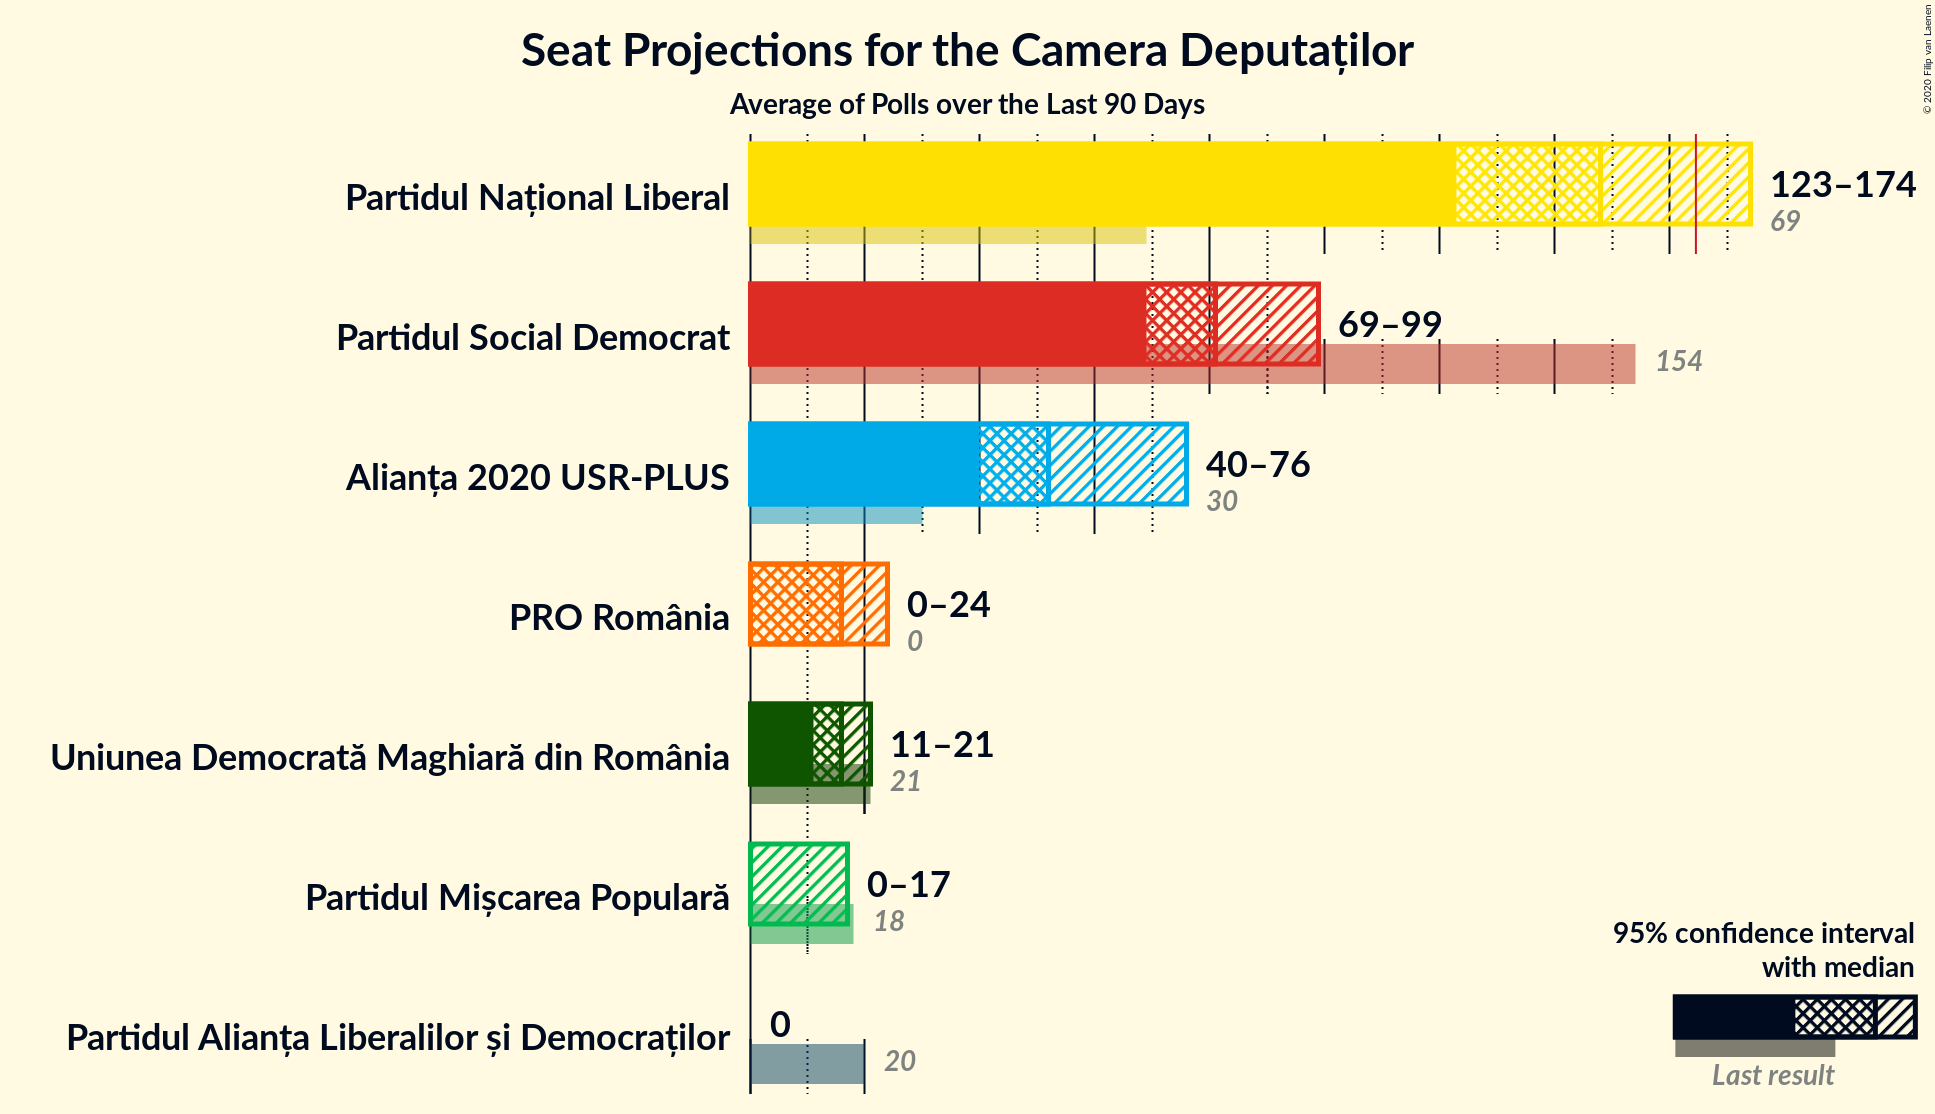 Seat Projections for the Camera Deputaților
Average of Polls over the Last 90 Days
© 2020 Filip van Laenen
Partidul Național Liberal
123–174
69
Partidul Social Democrat
69–99
154
Alianța 2020 USR-PLUS
40–76
30
PRO România
0–24
0
Uniunea Democrată Maghiară din România
11–21
21
Partidul Mișcarea Populară
0–17
18
Partidul Alianța Liberalilor și Democraților
0
20
95% confidence interval
with median
Last result